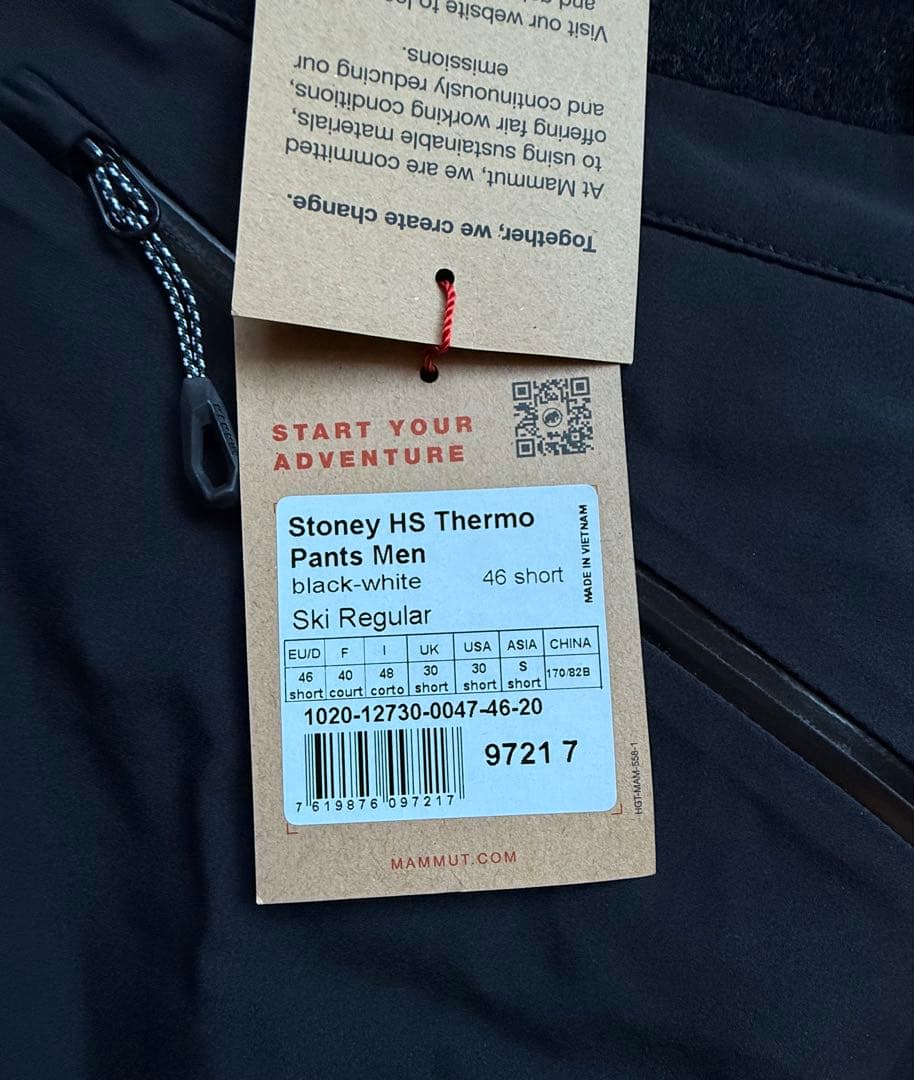 Together, we create change.
At Mammut, we are committed
to using sustainable materials,
offering fair working conditions,
and continuously reducing our
emissions.
Visit our website to
and
START YOUR
ADVENTURE
Stoney HS Thermo
Pants Men
black-white 46 short
Ski Regular
MADE IN VIETNAM
EU/D F I UK USA ASIA CHINA
46 40 48 30 30 S 170/82B
short court corto short short short
1020-12730-0047-46-20
9721 7
7 619876 097217
HGT-MAM-558-1
MAMMUT.COM